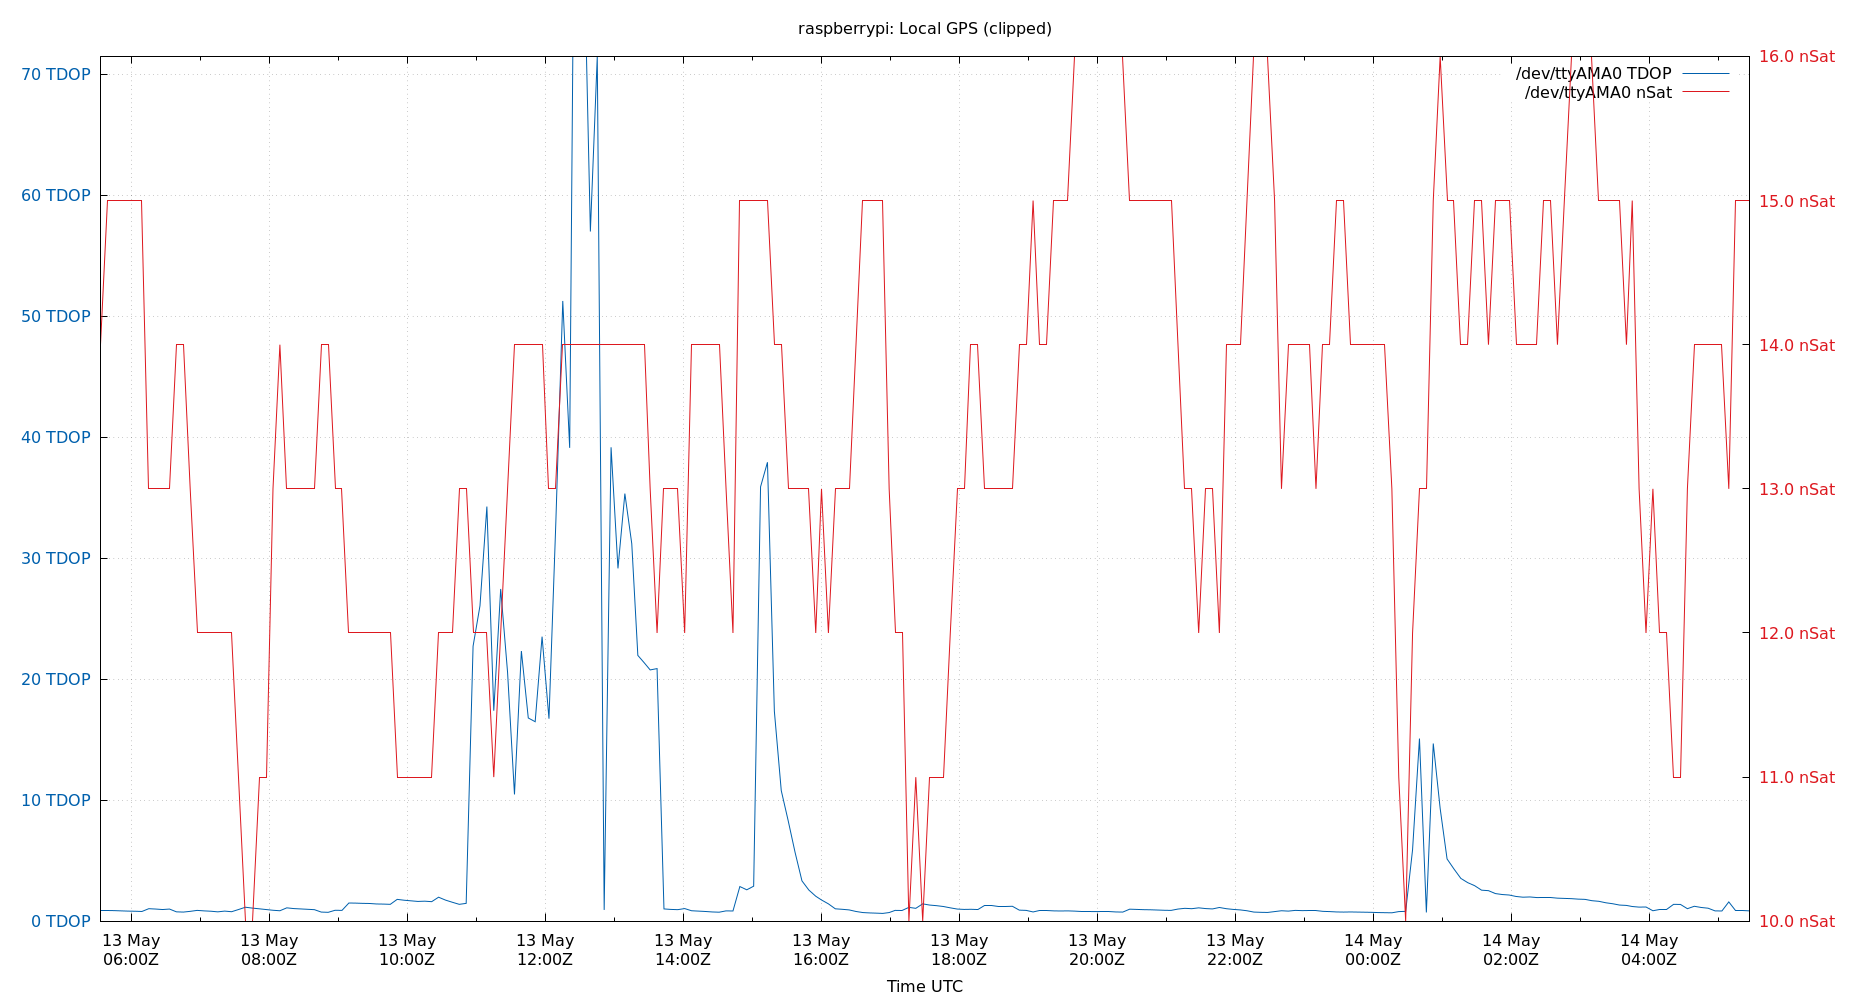 raspberrypi: Local GPS (clipped)
70 TDOP
60 TDOP
50 TDOP
40 TDOP
30 TDOP
20 TDOP
10 TDOP
0 TDOP
/dev/ttyAMA0 TDOP
/dev/ttyAMA0 nSat
16.0 nSat
15.0 nSat
14.0 nSat
13.0 nSat
12.0 nSat
11.0 nSat
10.0 nSat
13 May 13 May 13 May 13 May 13 May 13 May 13 May 13 May 13 May 14 May 14 May 14 May
06:00Z 08:00Z 10:00Z 12:00Z 14:00Z 16:00Z 18:00Z 20:00Z 22:00Z 00:00Z 02:00Z 04:00Z
Time UTC